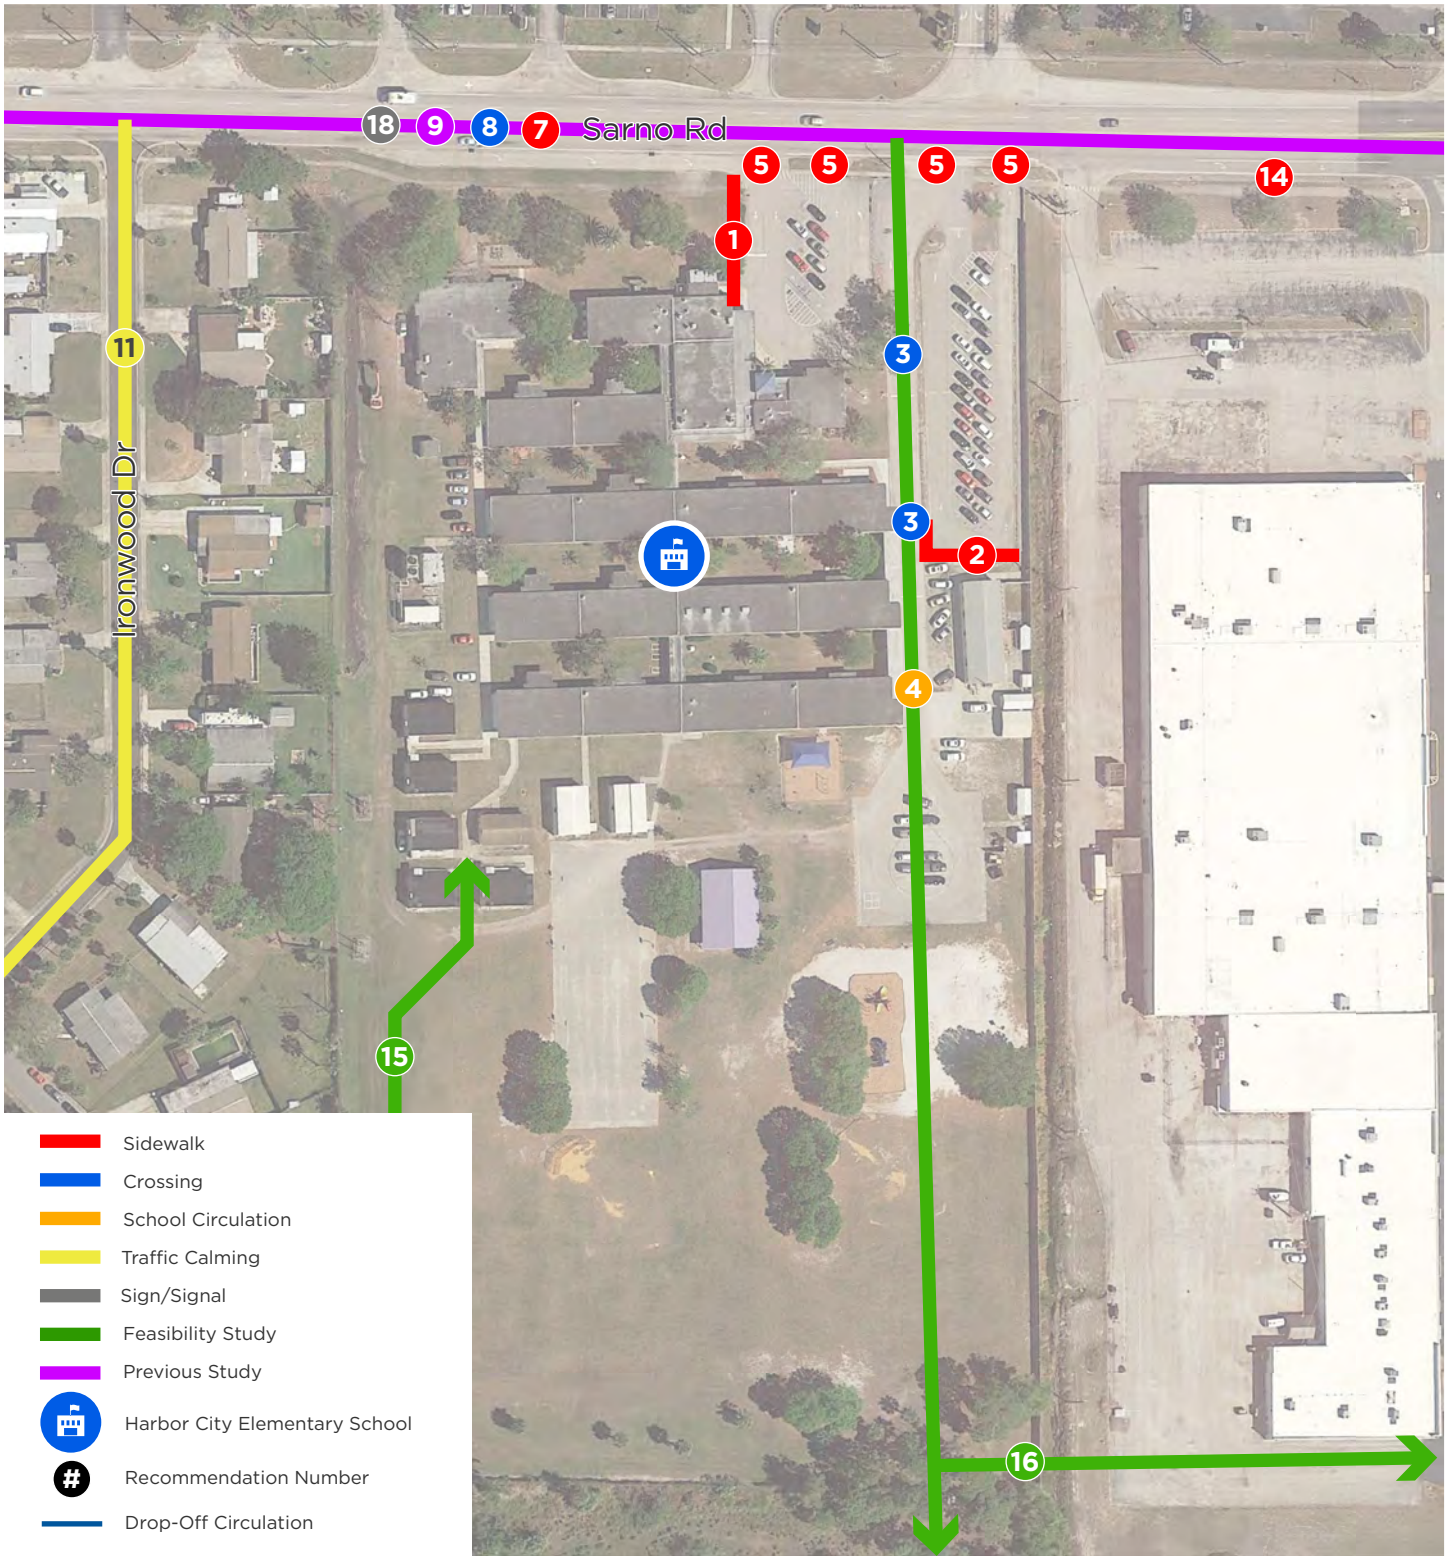 18
9
8
7
Sarno Rd
5
5
5
5
14
1
11
3
Ironwood Dr
3
2
4
15
16
Sidewalk
Crossing
School Circulation
Traffic Calming
Sign/Signal
Feasibility Study
Previous Study
Harbor City Elementary School
# Recommendation Number
Drop-Off Circulation